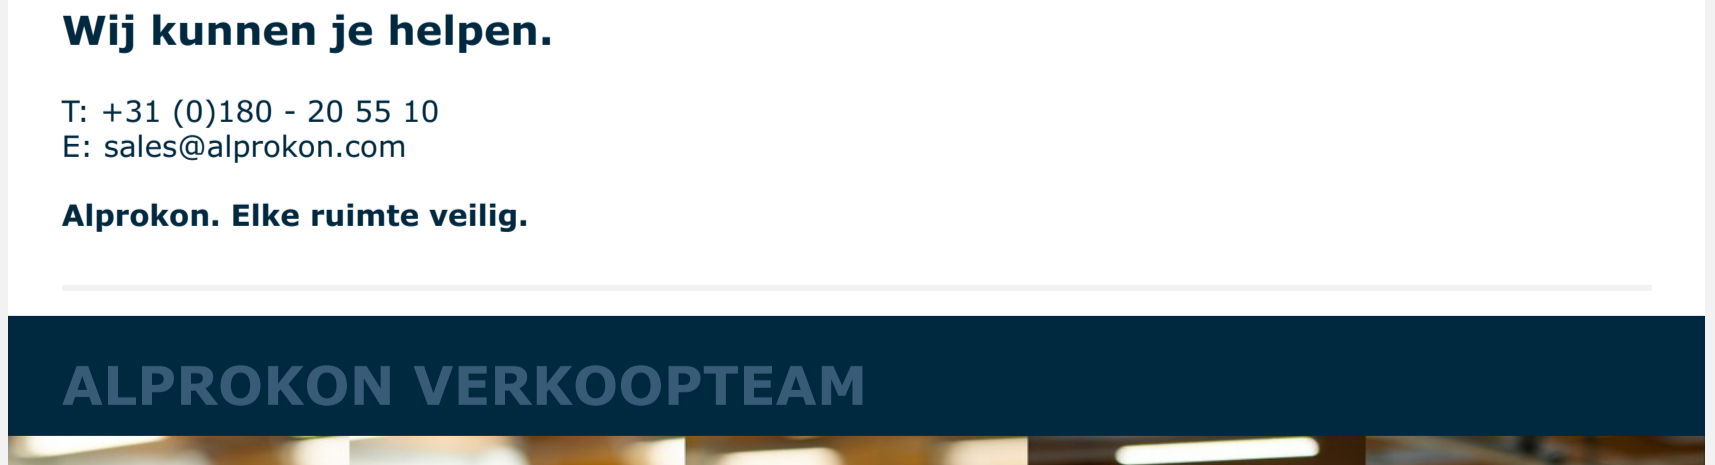 Wij kunnen je helpen.
T: +31 (0)180 - 20 55 10
E: sales@alprokon.com
Alprokon. Elke ruimte veilig.
ALPROKON VERKOOPTEAM